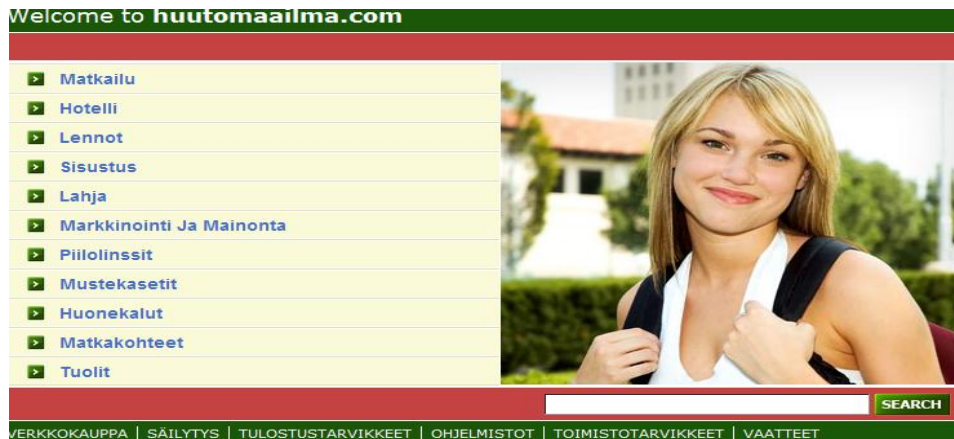 Welcome to huutomaailma.com
Matkailu
Hotelli
Lennot
Sisustus
Lahja
Markkinointi Ja Mainonta
Piilolinssit
Mustekasetit
Huonekalut
Matkakohteet
Tuolit
SEARCH
VERKKOKAUPPA | SÄILYTYS | TULOSTUSTARVIKKEET | OHJELMISTOT | TOIMISTOTARVIKKEET | VAATTEET